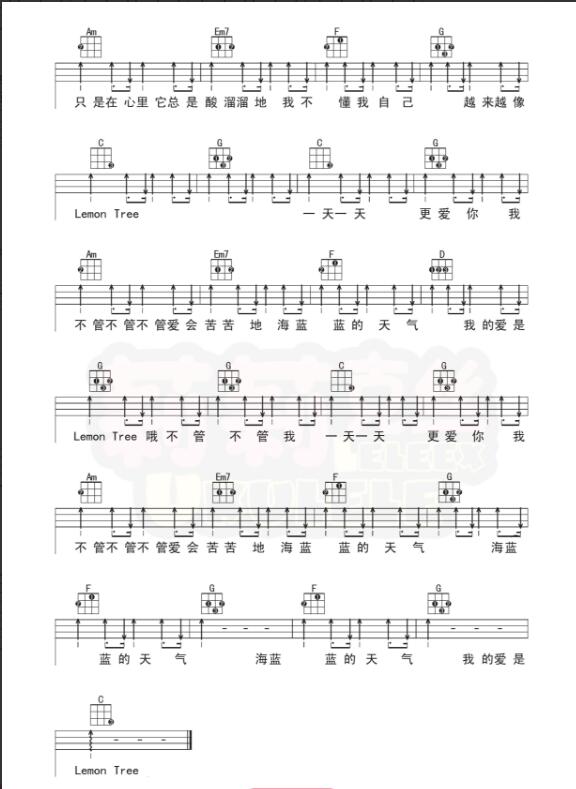 Am Em7 F G
只是在心里它总是酸溜溜地 我不 懂我自己 越来越像
C G C G
Lemon Tree 一天一天 更爱你 我
Am Em7 F D
不管不管不管爱会苦苦地海蓝 蓝的天气 我的爱是
G G C G
Lemon Tree 哦不管 不管我 一天一天 更爱你 我
Am Em7 F G
不管不管不管爱会苦苦地海蓝 蓝的天气 海蓝
F G F G
蓝的天气 海蓝 蓝的天气 我的爱是
C
Lemon Tree